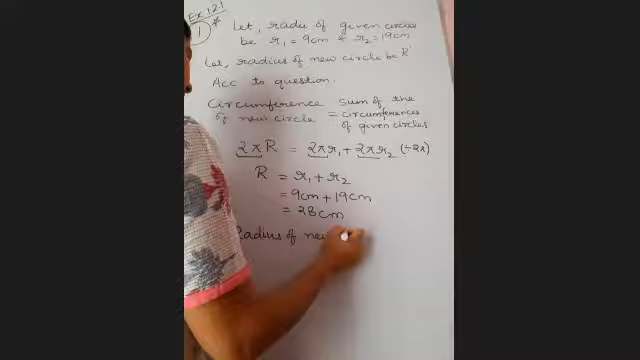 Ex 12.1
1 * Let, radii of given circles
be r₁ = 9cm & r₂ = 19cm
Let, radius of new circle be R
Acc to question.
Circumference of new circle = sum of the circumferences of given circles
2πR = 2πr₁ + 2πr₂ (÷2π)
R = r₁ + r₂
= 9cm + 19cm
= 28cm
Radius of new